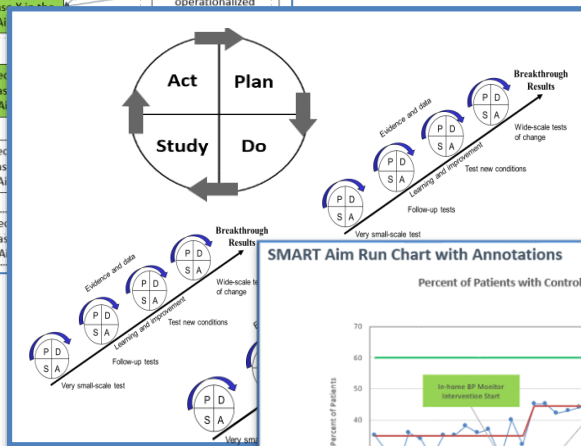 operationalized
Act
Plan
Study
Do
Breakthrough
Results
P D
S A
Wide-scale tests
of change
Evidence and data
P D
S A
Learning and improvement
Test new conditions
P D
S A
Follow-up tests
P D
S A
Very small-scale test
Breakthrough
Results
P D
S A
Evidence and data
of change
P D
S A
Learning and improvement
Test new conditions
P D
S A
Follow-up tests
P D
S A
Very small-scale test
P D
S A
SMART Aim Run Chart with Annotations
Percent of Patients with Control
70
60
50
40
Percent of Patients
In-home BP Monitor
Intervention Start